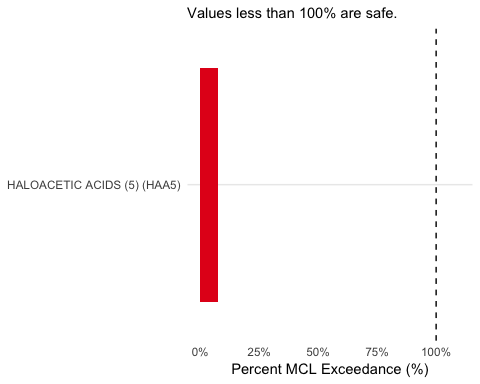 Values less than 100% are safe.
HALOACETIC ACIDS (5) (HAA5)
0% 25% 50% 75% 100%
Percent MCL Exceedance (%)